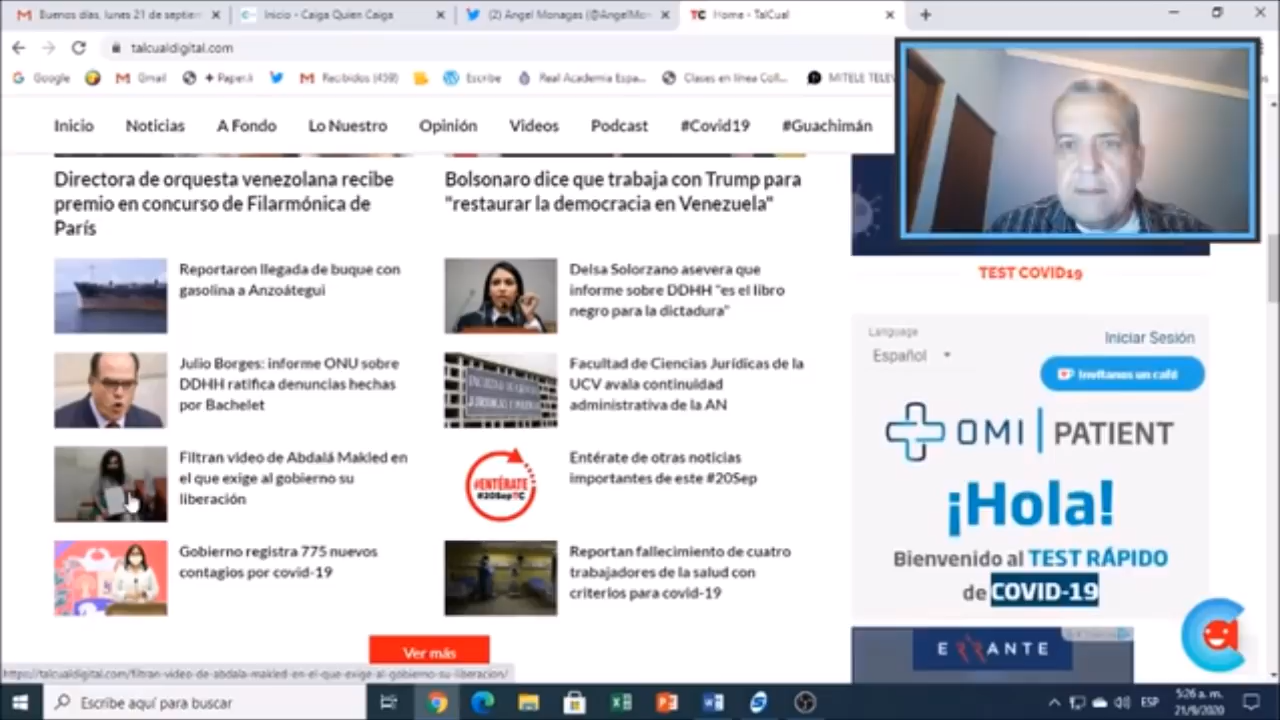 Buenos días, lunes 21 de septiem
Inicio - Caiga Quien Caiga
(2) Angel Monagas (@AngelMon
Home - TalCual
talcualdigital.com
Google
Gmail
+ Paper.li
Recibidos (459)
Escribe
Real Academia Espa...
Clases en línea Coll...
MITELE TELEV
Inicio Noticias A Fondo Lo Nuestro Opinión Videos Podcast #Covid19 #Guachimán
Directora de orquesta venezolana recibe
premio en concurso de Filarmónica de
París
Bolsonaro dice que trabaja con Trump para
"restaurar la democracia en Venezuela"
Reportaron llegada de buque con
gasolina a Anzoátegui
Delsa Solorzano asevera que
informe sobre DDHH "es el libro
negro para la dictadura"
Julio Borges: informe ONU sobre
DDHH ratifica denuncias hechas
por Bachelet
Facultad de Ciencias Jurídicas de la
UCV avala continuidad
administrativa de la AN
Filtran video de Abdalá Makled en
el que exige al gobierno su
liberación
#ENTÉRATE
#20SepTC
Entérate de otras noticias
importantes de este #20Sep
Gobierno registra 775 nuevos
contagios por covid-19
Reportan fallecimiento de cuatro
trabajadores de la salud con
criterios para covid-19
Ver más
TEST COVID19
Language
Español
Iniciar Sesión
Invítanos un café
OMI | PATIENT
¡Hola!
Bienvenido al TEST RÁPIDO
de COVID-19
ERRANTE
https://talcualdigital.com/filtran-video-de-abdala-makled-en-el-que-exige-al-gobierno-su-liberacion/
Escribe aquí para buscar
ESP
5:26 a. m.
21/9/2020